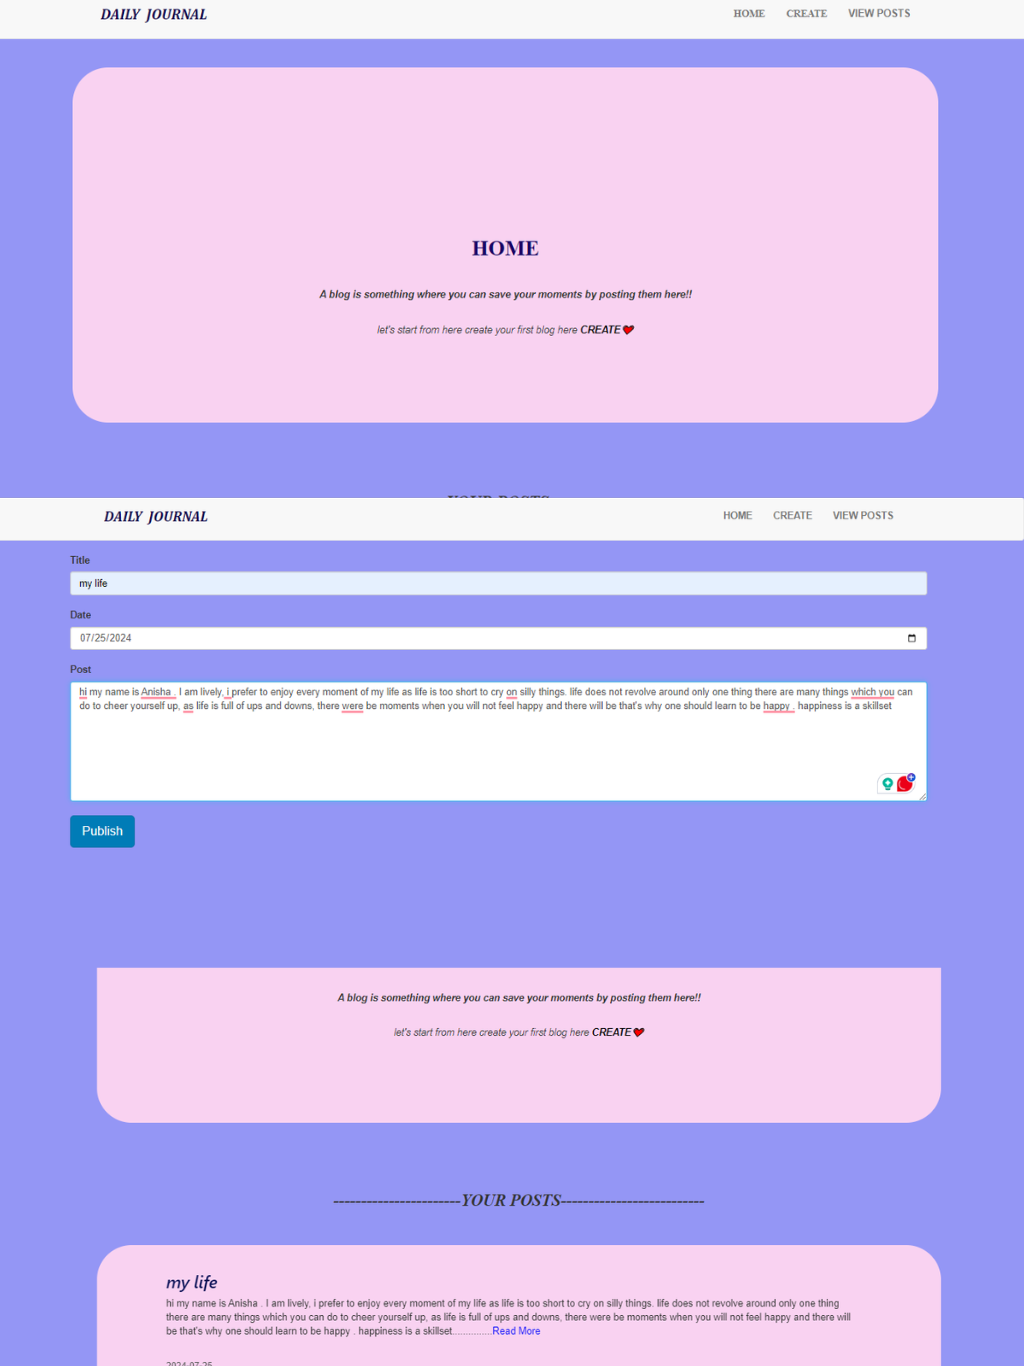 DAILY JOURNAL
HOME CREATE VIEW POSTS
HOME
A blog is something where you can save your moments by posting them here!!
let's start from here create your first blog here CREATE❤
YOUR POSTS
DAILY JOURNAL
HOME CREATE VIEW POSTS
Title
my life
Date
07/25/2024
Post
hi my name is Anisha . I am lively, i prefer to enjoy every moment of my life as life is too short to cry on silly things. life does not revolve around only one thing there are many things which you can
do to cheer yourself up, as life is full of ups and downs, there were be moments when you will not feel happy and there will be that's why one should learn to be happy . happiness is a skillset
Publish
A blog is something where you can save your moments by posting them here!!
let's start from here create your first blog here CREATE❤
-----------------------YOUR POSTS--------------------------
my life
hi my name is Anisha . I am lively, i prefer to enjoy every moment of my life as life is too short to cry on silly things. life does not revolve around only one thing
there are many things which you can do to cheer yourself up, as life is full of ups and downs, there were be moments when you will not feel happy and there will
be that's why one should learn to be happy . happiness is a skillset...............Read More
2024-07-25